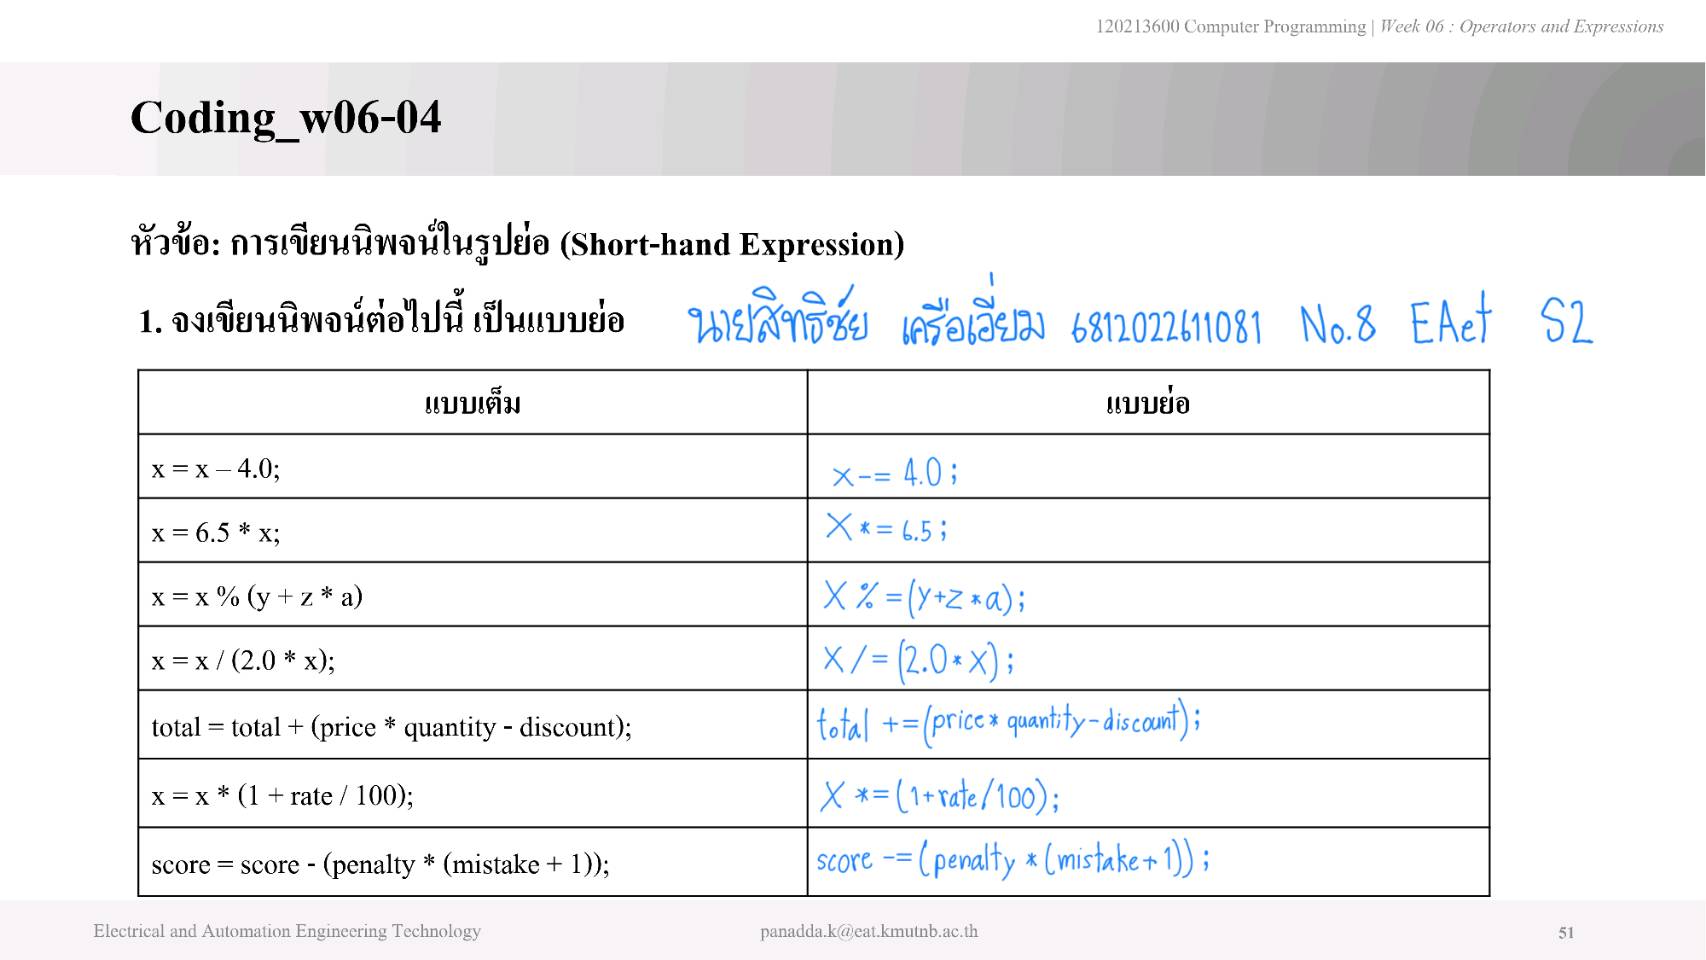 120213600 Computer Programming | Week 06 : Operators and Expressions
Coding_w06-04
หัวข้อ: การเขียนนิพจน์ในรูปย่อ (Short-hand Expression)
1. จงเขียนนิพจน์ต่อไปนี้ เป็นแบบย่อ นายสิทธิชัย เครือเอี่ยม 6812022611081 No.8 EAet S2
แบบเต็ม แบบย่อ
x = x – 4.0; x -= 4.0 ;
x = 6.5 * x; X *= 6.5 ;
x = x % (y + z * a) X %=(y+z*a);
x = x / (2.0 * x); X /= (2.0*x);
total = total + (price * quantity - discount); total +=(price* quantity-discount);
x = x * (1 + rate / 100); X *=(1+rate/100);
score = score - (penalty * (mistake + 1)); score -=(penalty *(mistake+1));
Electrical and Automation Engineering Technology panadda.k@eat.kmutnb.ac.th 51